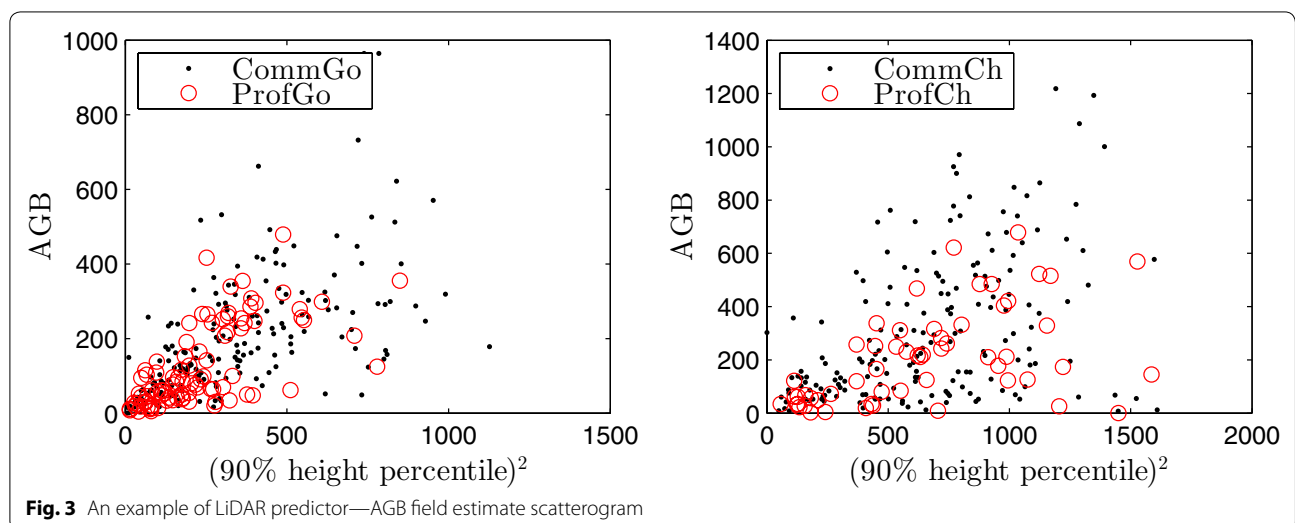 1000
800
600
400
200
0
AGB
CommGo
ProfGo
0 500 1000 1500
(90% height percentile)²
1400
1200
1000
800
600
400
200
0
AGB
CommCh
ProfCh
0 500 1000 1500 2000
(90% height percentile)²
Fig. 3 An example of LiDAR predictor—AGB field estimate scatterogram